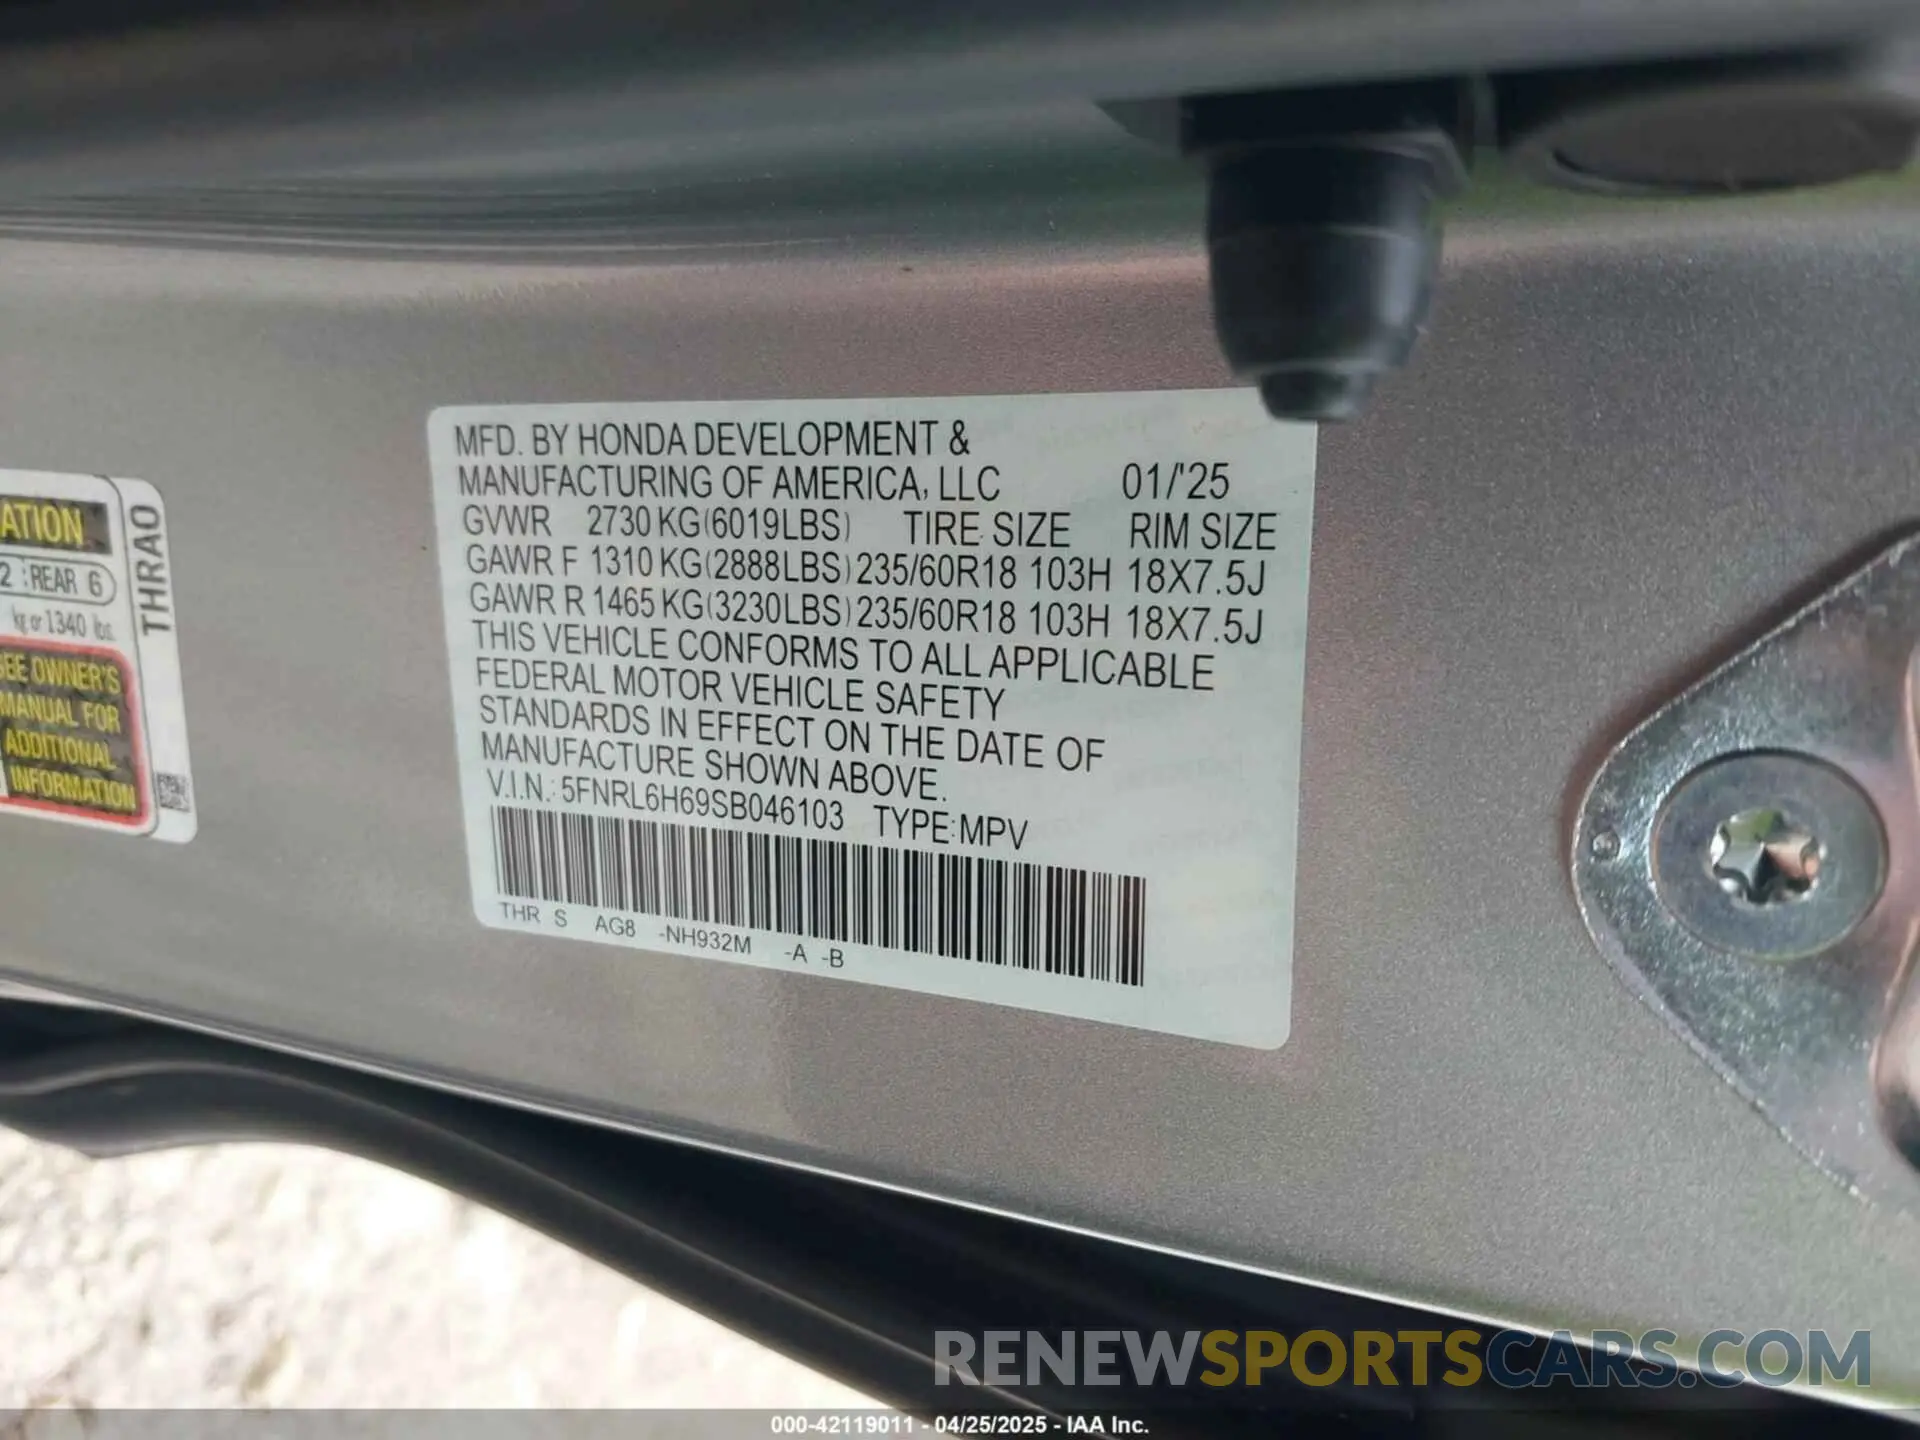 ATION
2 REAR 6
kg or 1340 lbs.
SEE OWNER'S
MANUAL FOR
ADDITIONAL
INFORMATION
THRAO
MFD. BY HONDA DEVELOPMENT &
MANUFACTURING OF AMERICA, LLC 01/'25
GVWR 2730 KG(6019LBS) TIRE SIZE RIM SIZE
GAWR F 1310 KG(2888LBS) 235/60R18 103H 18X7.5J
GAWR R 1465 KG(3230LBS) 235/60R18 103H 18X7.5J
THIS VEHICLE CONFORMS TO ALL APPLICABLE
FEDERAL MOTOR VEHICLE SAFETY
STANDARDS IN EFFECT ON THE DATE OF
MANUFACTURE SHOWN ABOVE.
V.I.N.: 5FNRL6H69SB046103 TYPE:MPV
THR S AG8 -NH932M -A -B
RENEWSPORTSCARS.COM
000-42119011 - 04/25/2025 - IAA Inc.